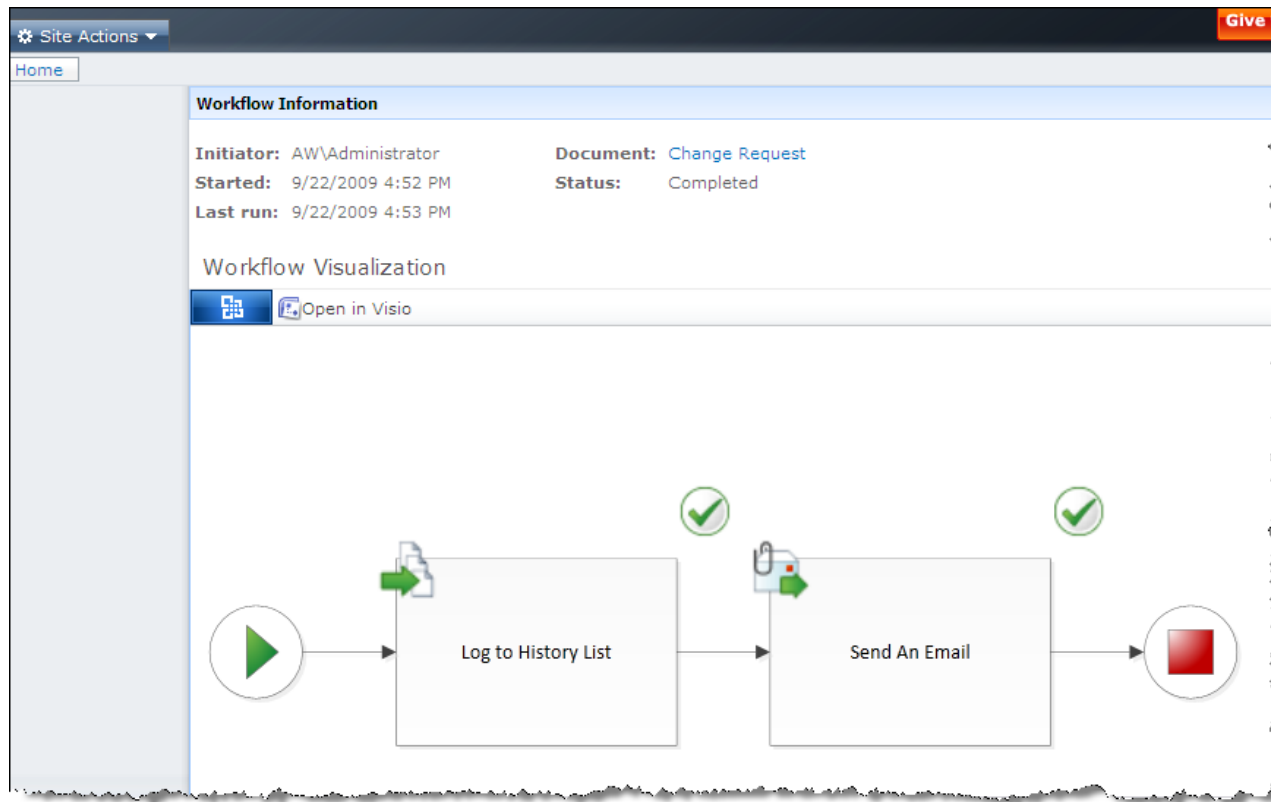 Site Actions
Give
Home
Workflow Information
Initiator: AW\Administrator Document: Change Request
Started: 9/22/2009 4:52 PM Status: Completed
Last run: 9/22/2009 4:53 PM
Workflow Visualization
Open in Visio
Log to History List
Send An Email